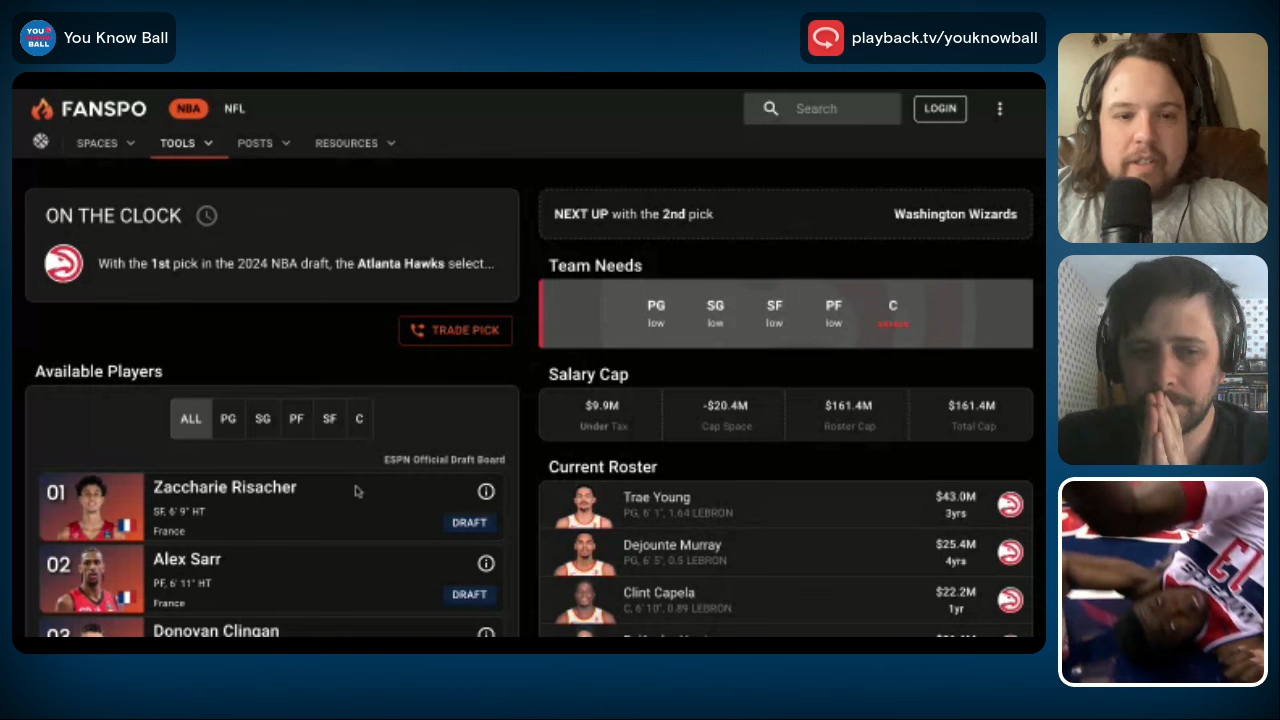 YOU KNOW BALL
You Know Ball
playback.tv/youknowball
FANSPO
NBA
NFL
Search
LOGIN
SPACES
TOOLS
POSTS
RESOURCES
ON THE CLOCK
With the 1st pick in the 2024 NBA draft, the Atlanta Hawks select...
NEXT UP with the 2nd pick
Washington Wizards
TRADE PICK
Team Needs
PG SG SF PF C
low low low low
Available Players
ALL PG SG PF SF C
ESPN Official Draft Board
01
Zaccharie Risacher
SF, 6' 9" HT
France
DRAFT
02
Alex Sarr
PF, 6' 11" HT
France
DRAFT
03
Donovan Clingan
Salary Cap
$9.9M -$20.4M $161.4M $161.4M
Under Tax Cap Space Roster Cap Total Cap
Current Roster
Trae Young
PG, 6' 1", 1.64 LEBRON
$43.0M
3yrs
Dejounte Murray
PG, 6' 5", 0.5 LEBRON
$25.4M
4yrs
Clint Capela
C, 6' 10", 0.89 LEBRON
$22.2M
1yr
13